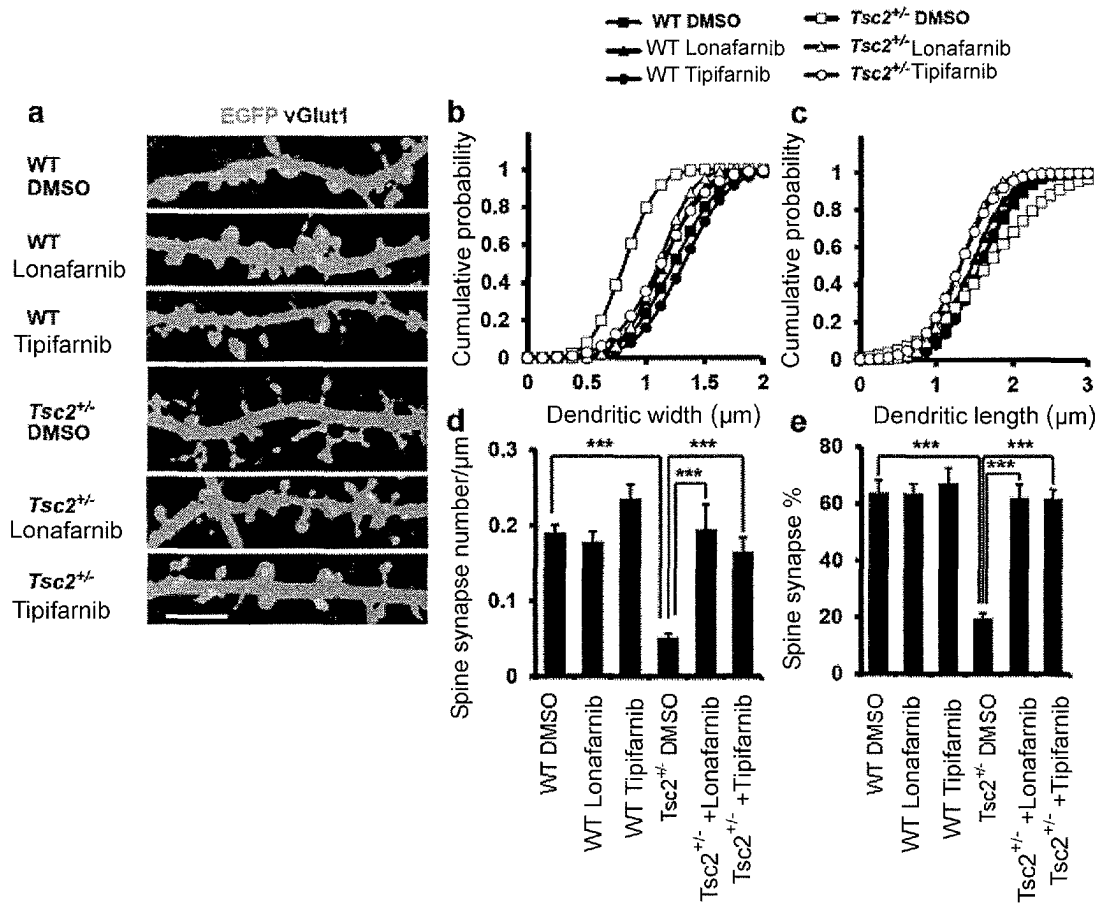 WT DMSO
Tsc2+/- DMSO
WT Lonafarnib
Tsc2+/- Lonafarnib
WT Tipifarnib
Tsc2+/- Tipifarnib
a
EGFP vGlut1
WT
DMSO
WT
Lonafarnib
WT
Tipifarnib
Tsc2+/-
DMSO
Tsc2+/-
Lonafarnib
Tsc2+/-
Tipifarnib
b
Cumulative probability
1
0.8
0.6
0.4
0.2
0
0
0.5
1
1.5
2
Dendritic width (µm)
c
Cumulative probability
1
0.8
0.6
0.4
0.2
0
0
1
2
3
Dendritic length (µm)
d
Spine synapse number/µm
0.3
0.2
0.1
0
***
***
***
WT DMSO
WT Lonafarnib
WT Tipifarnib
Tsc2+/- DMSO
Tsc2+/- +Lonafarnib
Tsc2+/- +Tipifarnib
e
Spine synapse %
80
60
40
20
0
***
***
***
WT DMSO
WT Lonafarnib
WT Tipifarnib
Tsc2+/- DMSO
Tsc2+/- +Lonafarnib
Tsc2+/- +Tipifarnib